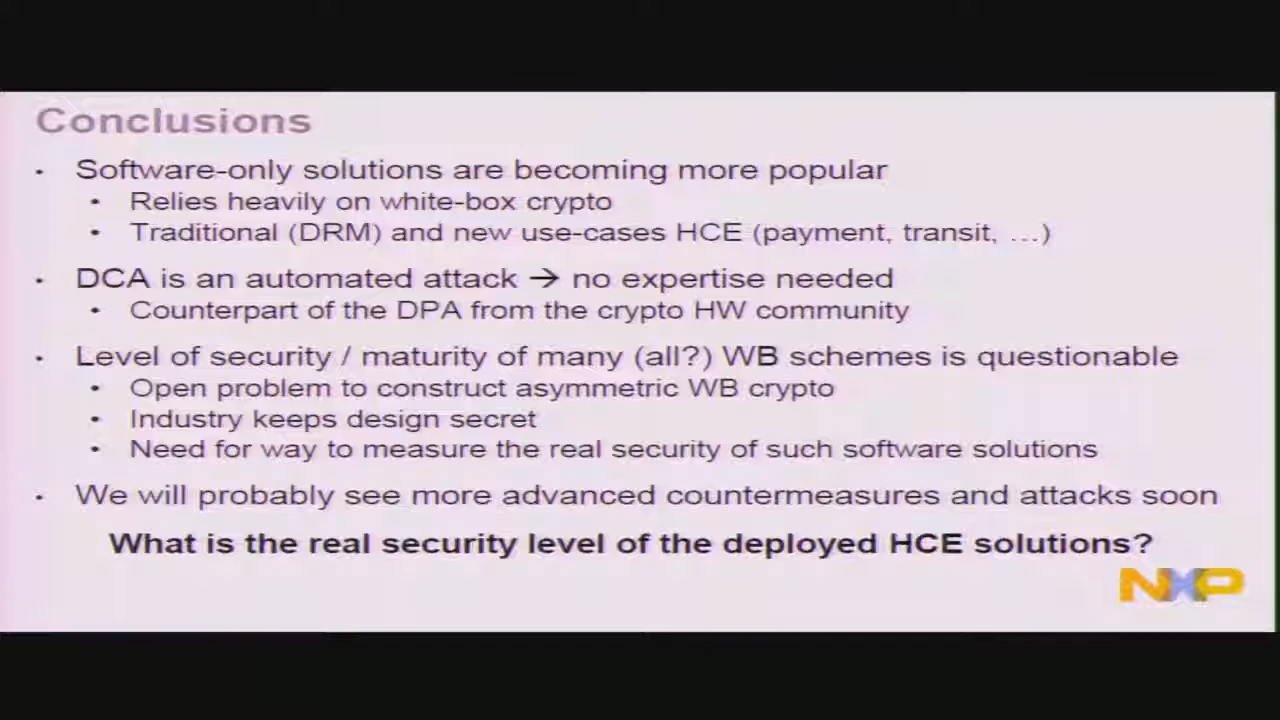 Conclusions
• Software-only solutions are becoming more popular
• Relies heavily on white-box crypto
• Traditional (DRM) and new use-cases HCE (payment, transit, …)
• DCA is an automated attack → no expertise needed
• Counterpart of the DPA from the crypto HW community
• Level of security / maturity of many (all?) WB schemes is questionable
• Open problem to construct asymmetric WB crypto
• Industry keeps design secret
• Need for way to measure the real security of such software solutions
• We will probably see more advanced countermeasures and attacks soon
What is the real security level of the deployed HCE solutions?
NXP